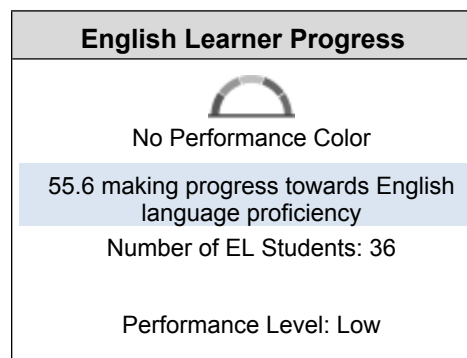 English Learner Progress
No Performance Color
55.6 making progress towards English
language proficiency
Number of EL Students: 36
Performance Level: Low